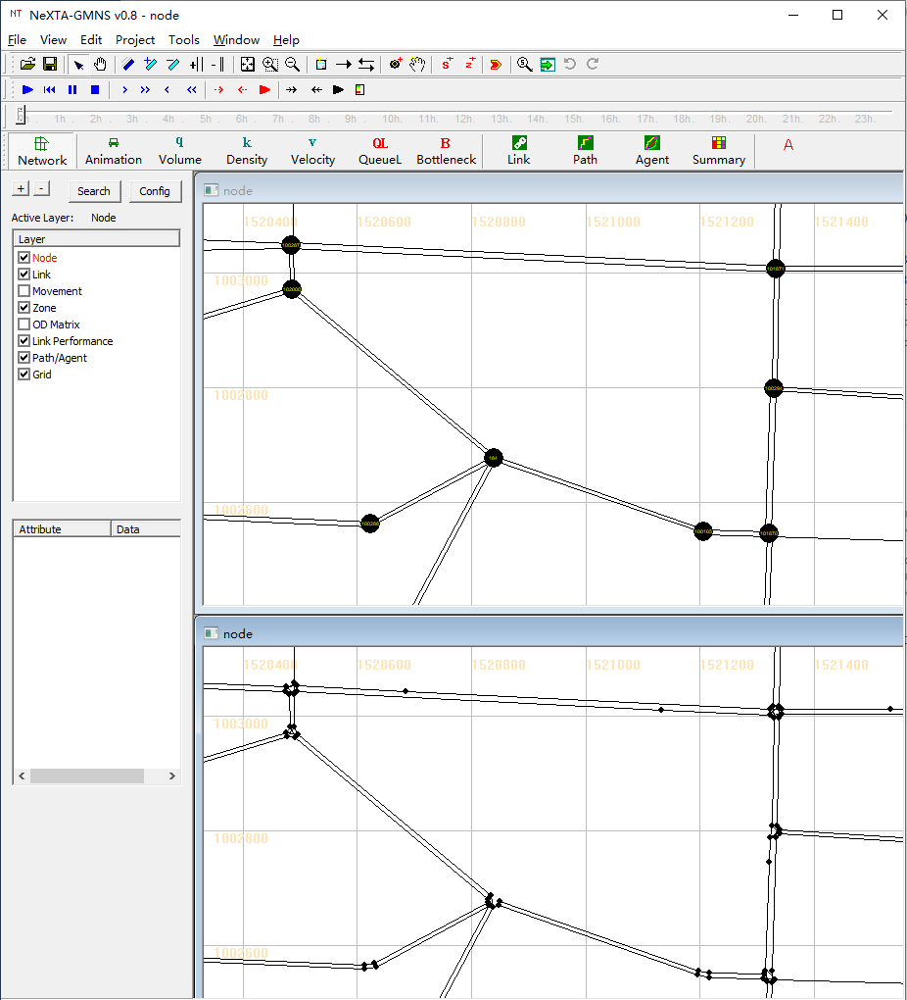 NT NeXTA-GMNS v0.8 - node
File View Edit Project Tools Window Help
1h. 2h. 3h. 4h. 5h. 6h. 7h. 8h. 9h. 10h. 11h. 12h. 13h. 14h. 15h. 16h. 17h. 18h. 19h. 20h. 21h. 22h. 23h.
q k v QL B A
Network Animation Volume Density Velocity QueueL Bottleneck Link Path Agent Summary
+ - Search Config
Active Layer: Node
Layer
Node
Link
Movement
Zone
OD Matrix
Link Performance
Path/Agent
Grid
Attribute Data
node
1520400 1520600 1520800 1521000 1521200 1521400
1003000
1002800
1002600
184
node
1520400 1520600 1520800 1521000 1521200 1521400
1003000
1002800
1002600